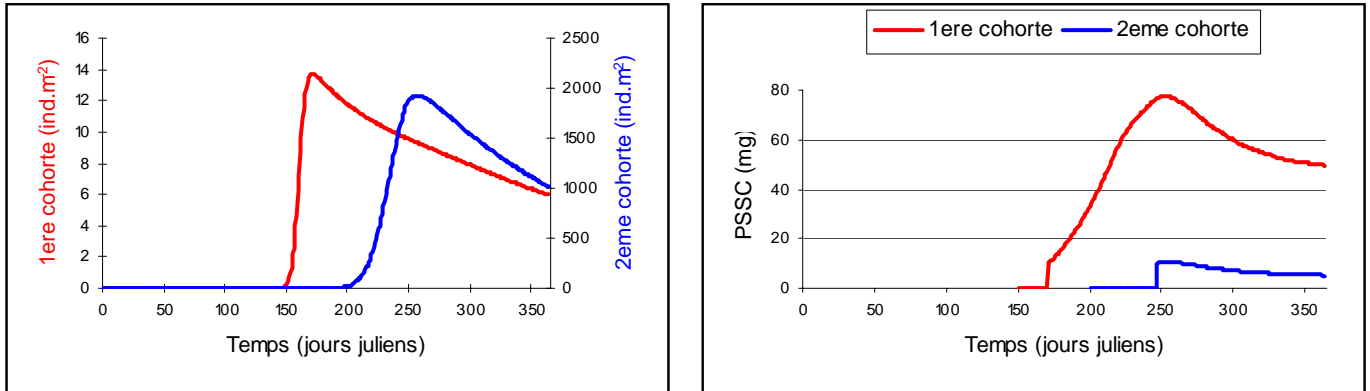 1ere cohorte (ind.m²)
16
14
12
10
8
6
4
2
0
2500
2000
1500
1000
500
0
2eme cohorte (ind.m²)
0 50 100 150 200 250 300 350
Temps (jours juliens)
1ere cohorte 2eme cohorte
PSSC (mg)
80
60
40
20
0
0 50 100 150 200 250 300 350
Temps (jours juliens)